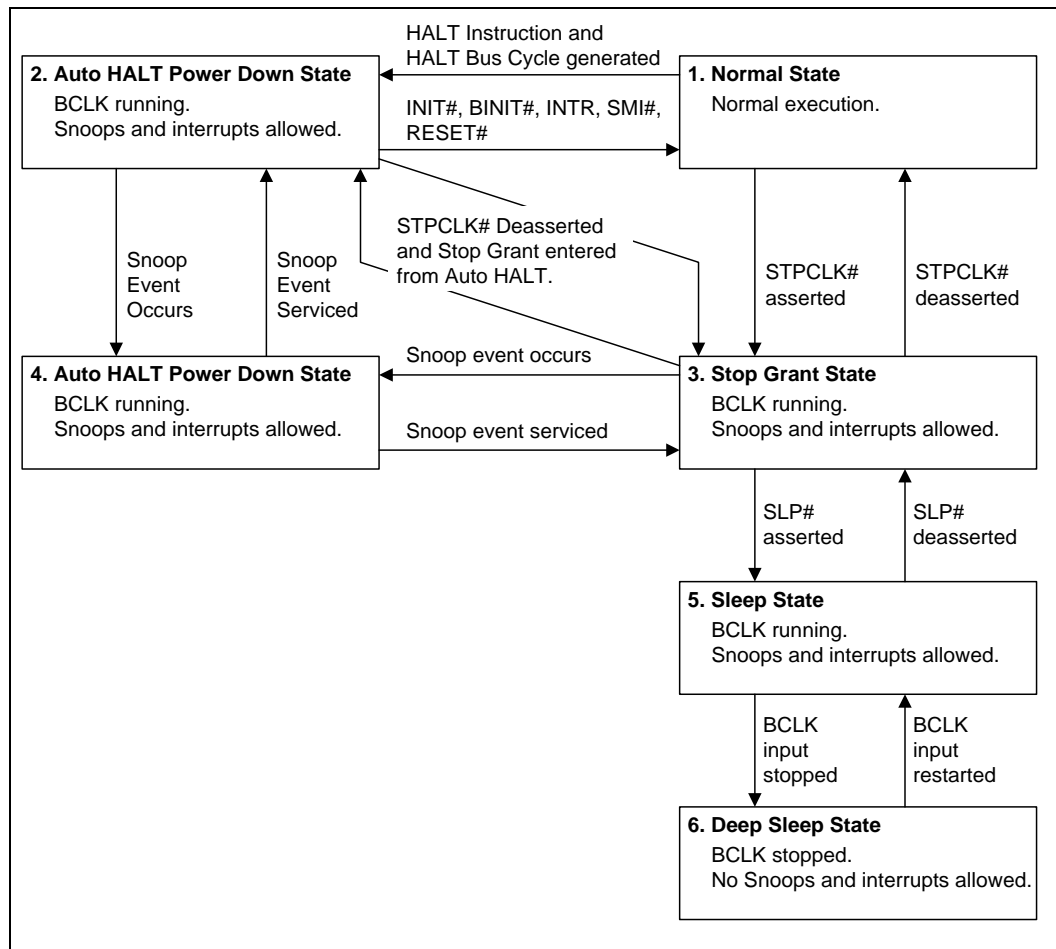 HALT Instruction and
HALT Bus Cycle generated
2. Auto HALT Power Down State
BCLK running.
Snoops and interrupts allowed.
1. Normal State
Normal execution.
INIT#, BINIT#, INTR, SMI#,
RESET#
STPCLK# Deasserted
and Stop Grant entered
from Auto HALT.
Snoop
Event
Occurs
Snoop
Event
Serviced
STPCLK#
asserted
STPCLK#
deasserted
4. Auto HALT Power Down State
BCLK running.
Snoops and interrupts allowed.
Snoop event occurs
Snoop event serviced
3. Stop Grant State
BCLK running.
Snoops and interrupts allowed.
SLP#
asserted
SLP#
deasserted
5. Sleep State
BCLK running.
Snoops and interrupts allowed.
BCLK
input
stopped
BCLK
input
restarted
6. Deep Sleep State
BCLK stopped.
No Snoops and interrupts allowed.